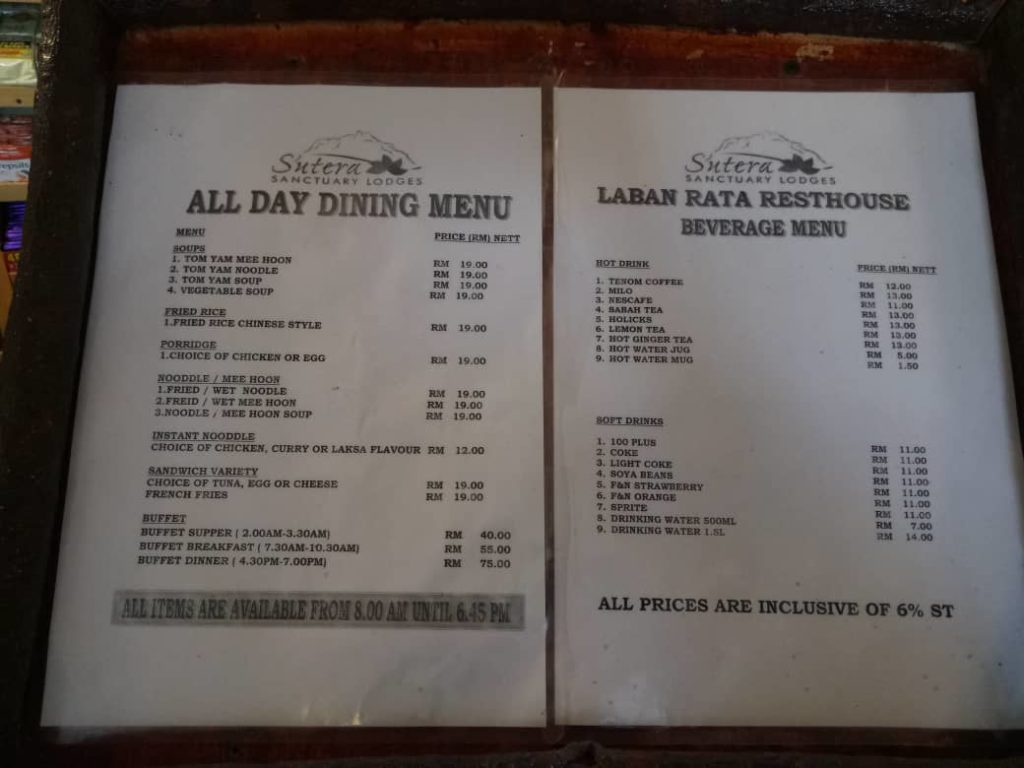 Sutera
SANCTUARY LODGES
ALL DAY DINING MENU
MENU PRICE (RM) NETT
SOUPS
1. TOM YAM MEE HOON RM 19.00
2. TOM YAM NOODLE RM 19.00
3. TOM YAM SOUP RM 19.00
4. VEGETABLE SOUP RM 19.00
FRIED RICE
1.FRIED RICE CHINESE STYLE RM 19.00
PORRIDGE
1.CHOICE OF CHICKEN OR EGG RM 19.00
NOODDLE / MEE HOON
1.FRIED / WET NOODLE RM 19.00
2.FREID / WET MEE HOON RM 19.00
3.NOODLE / MEE HOON SOUP RM 19.00
INSTANT NOODDLE
CHOICE OF CHICKEN, CURRY OR LAKSA FLAVOUR RM 12.00
SANDWICH VARIETY
CHOICE OF TUNA, EGG OR CHEESE RM 19.00
FRENCH FRIES RM 19.00
BUFFET
BUFFET SUPPER ( 2.00AM-3.30AM) RM 40.00
BUFFET BREAKFAST ( 7.30AM-10.30AM) RM 55.00
BUFFET DINNER ( 4.30PM-7.00PM) RM 75.00
ALL ITEMS ARE AVAILABLE FROM 8.00 AM UNTIL 6.45 PM
Sutera
SANCTUARY LODGES
LABAN RATA RESTHOUSE
BEVERAGE MENU
HOT DRINK PRICE (RM) NETT
1. TENOM COFFEE RM 12.00
2. MILO RM 13.00
3. NESCAFE RM 11.00
4. SABAH TEA RM 13.00
5. HOLICKS RM 13.00
6. LEMON TEA RM 13.00
7. HOT GINGER TEA RM 13.00
8. HOT WATER JUG RM 5.00
9. HOT WATER MUG RM 1.50
SOFT DRINKS
1. 100 PLUS RM 11.00
2. COKE RM 11.00
3. LIGHT COKE RM 11.00
4. SOYA BEANS RM 11.00
5. F&N STRAWBERRY RM 11.00
6. F&N ORANGE RM 11.00
7. SPRITE RM 11.00
8. DRINKING WATER 500ML RM 7.00
9. DRINKING WATER 1.5L RM 14.00
ALL PRICES ARE INCLUSIVE OF 6% ST